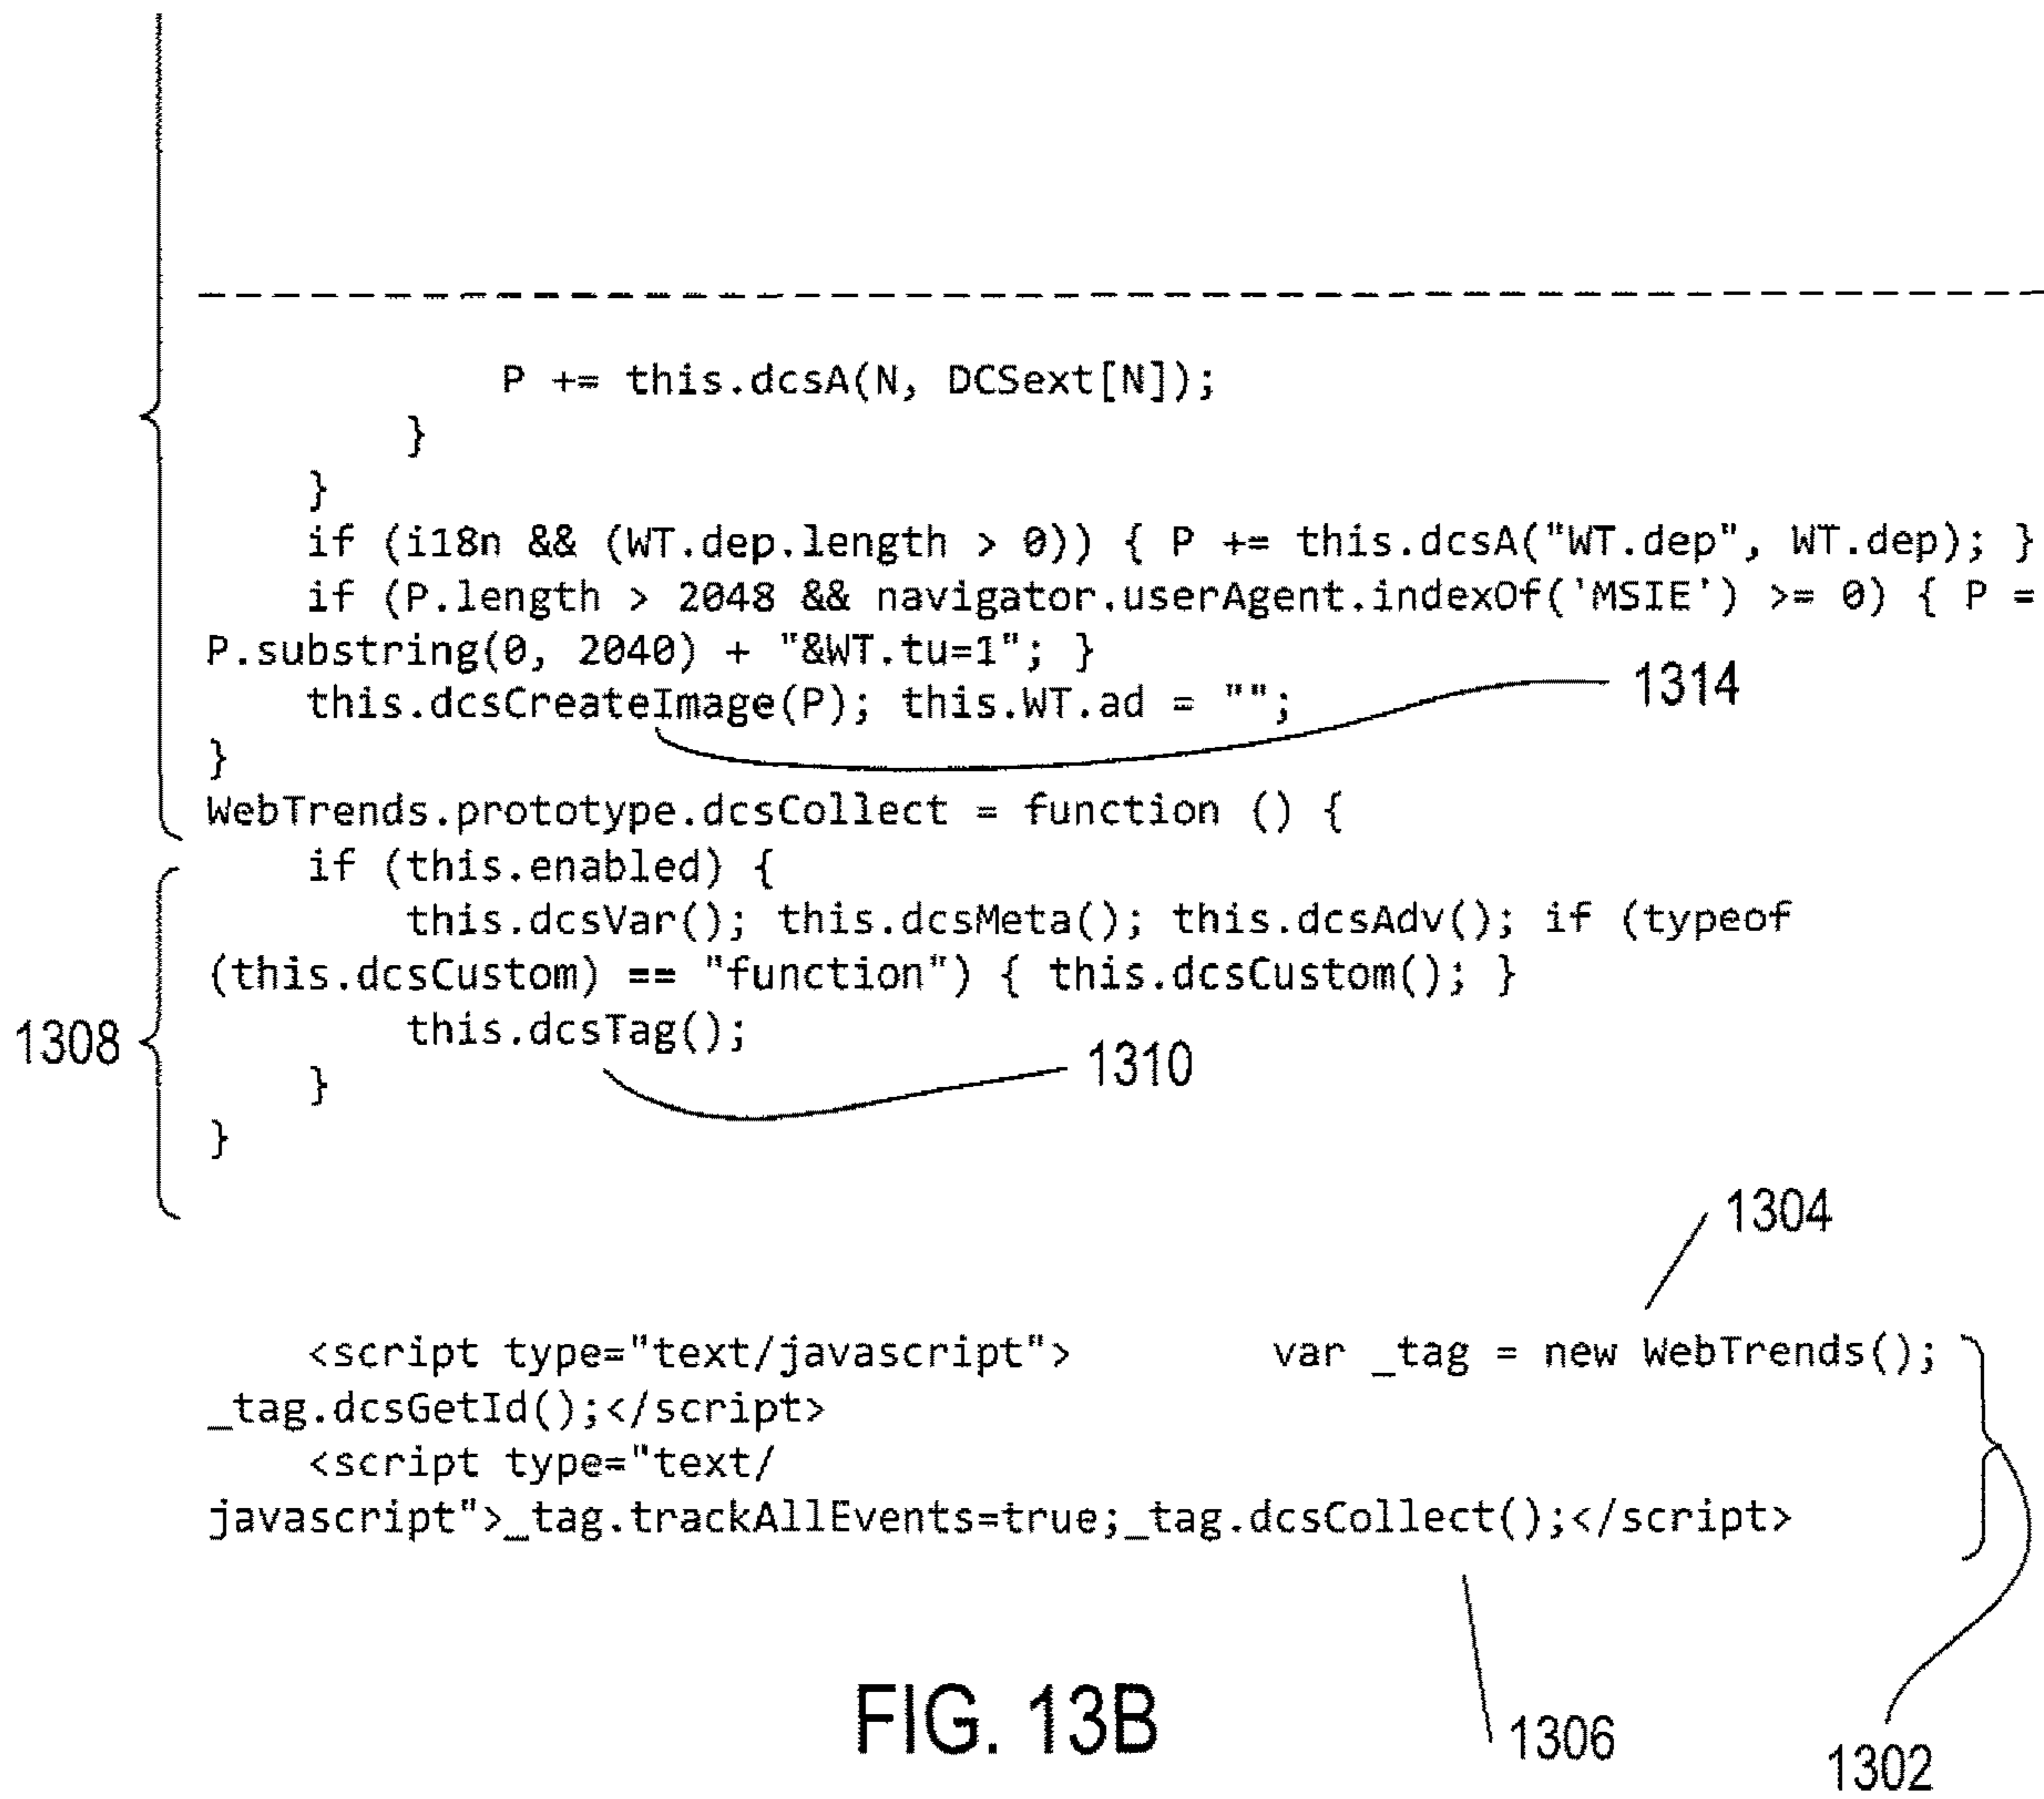 P += this.dcsA(N, DCSext[N]);
}
}
if (i18n && (WT.dep.length > 0)) { P += this.dcsA("WT.dep", WT.dep); }
if (P.length > 2048 && navigator.userAgent.indexOf('MSIE') >= 0) { P =
P.substring(0, 2040) + "&WT.tu=1"; }
this.dcsCreateImage(P); this.WT.ad = "";
1314
}
WebTrends.prototype.dcsCollect = function () {
if (this.enabled) {
this.dcsVar(); this.dcsMeta(); this.dcsAdv(); if (typeof
(this.dcsCustom) == "function") { this.dcsCustom(); }
this.dcsTag();
1308
1310
}
}
1304
<script type="text/javascript"> var _tag = new WebTrends();
_tag.dcsGetId();</script>
<script type="text/
javascript">_tag.trackAllEvents=true;_tag.dcsCollect();</script>
FIG. 13B
1306
1302